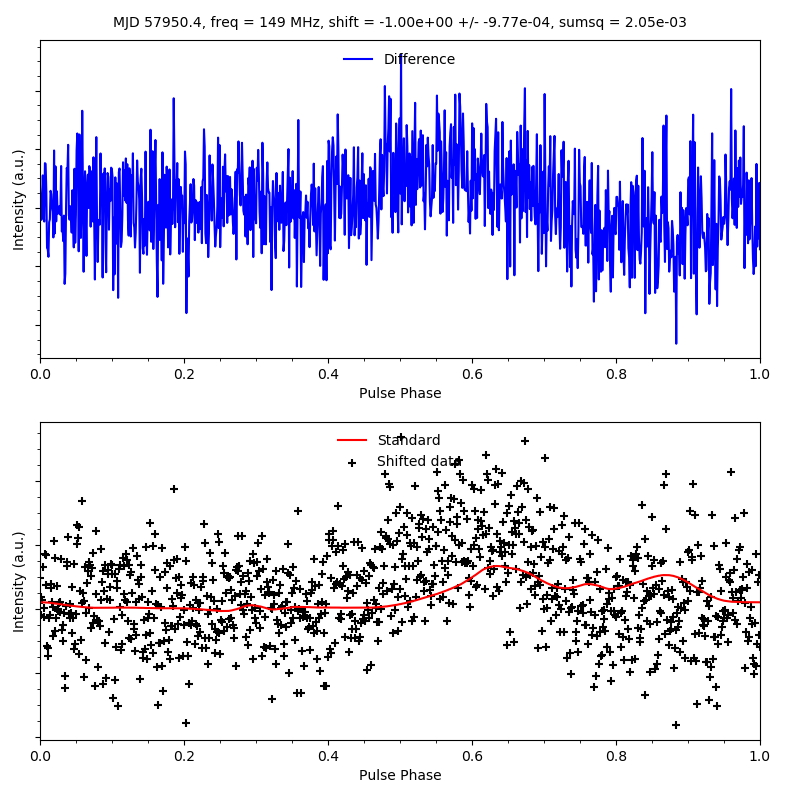 MJD 57950.4, freq = 149 MHz, shift = -1.00e+00 +/- -9.77e-04, sumsq = 2.05e-03
Difference
Intensity (a.u.)
0.0 0.2 0.4 0.6 0.8 1.0
Pulse Phase
Standard
Shifted data
Intensity (a.u.)
0.0 0.2 0.4 0.6 0.8 1.0
Pulse Phase